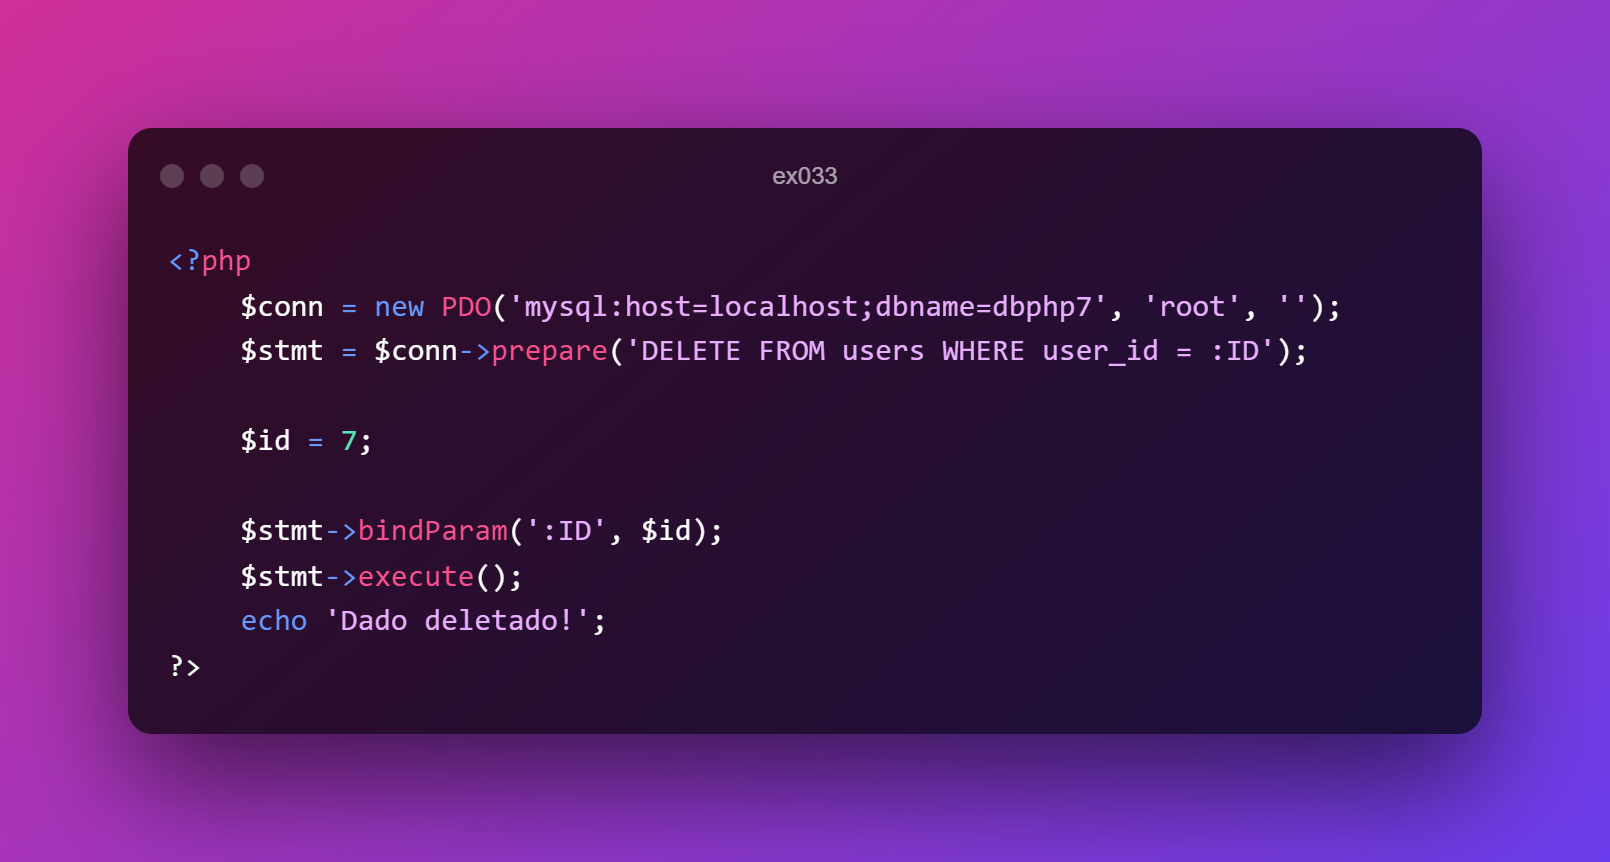 ex033
<?php
$conn = new PDO('mysql:host=localhost;dbname=dbphp7', 'root', '');
$stmt = $conn->prepare('DELETE FROM users WHERE user_id = :ID');
$id = 7;
$stmt->bindParam(':ID', $id);
$stmt->execute();
echo 'Dado deletado!';
?>